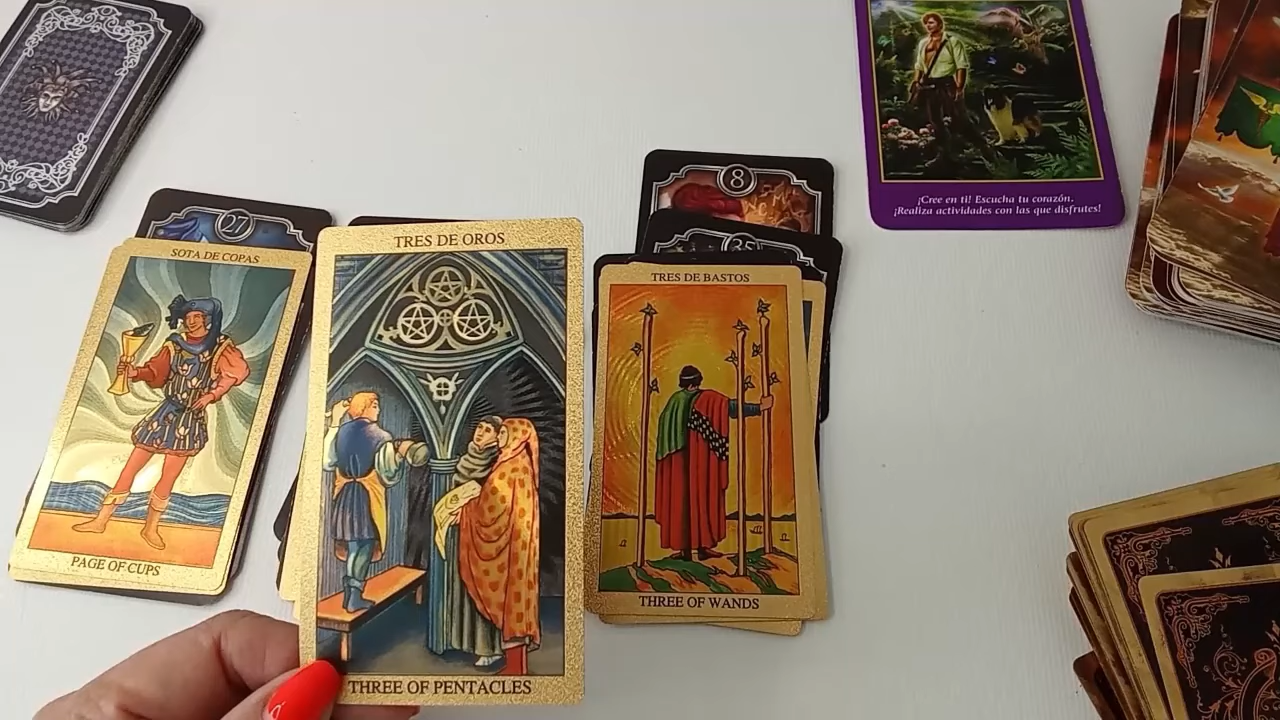 ¡Cree en ti! Escucha tu corazón.
¡Realiza actividades con las que disfrutes!
8
27
35
SOTA DE COPAS
PAGE OF CUPS
TRES DE OROS
THREE OF PENTACLES
TRES DE BASTOS
THREE OF WANDS